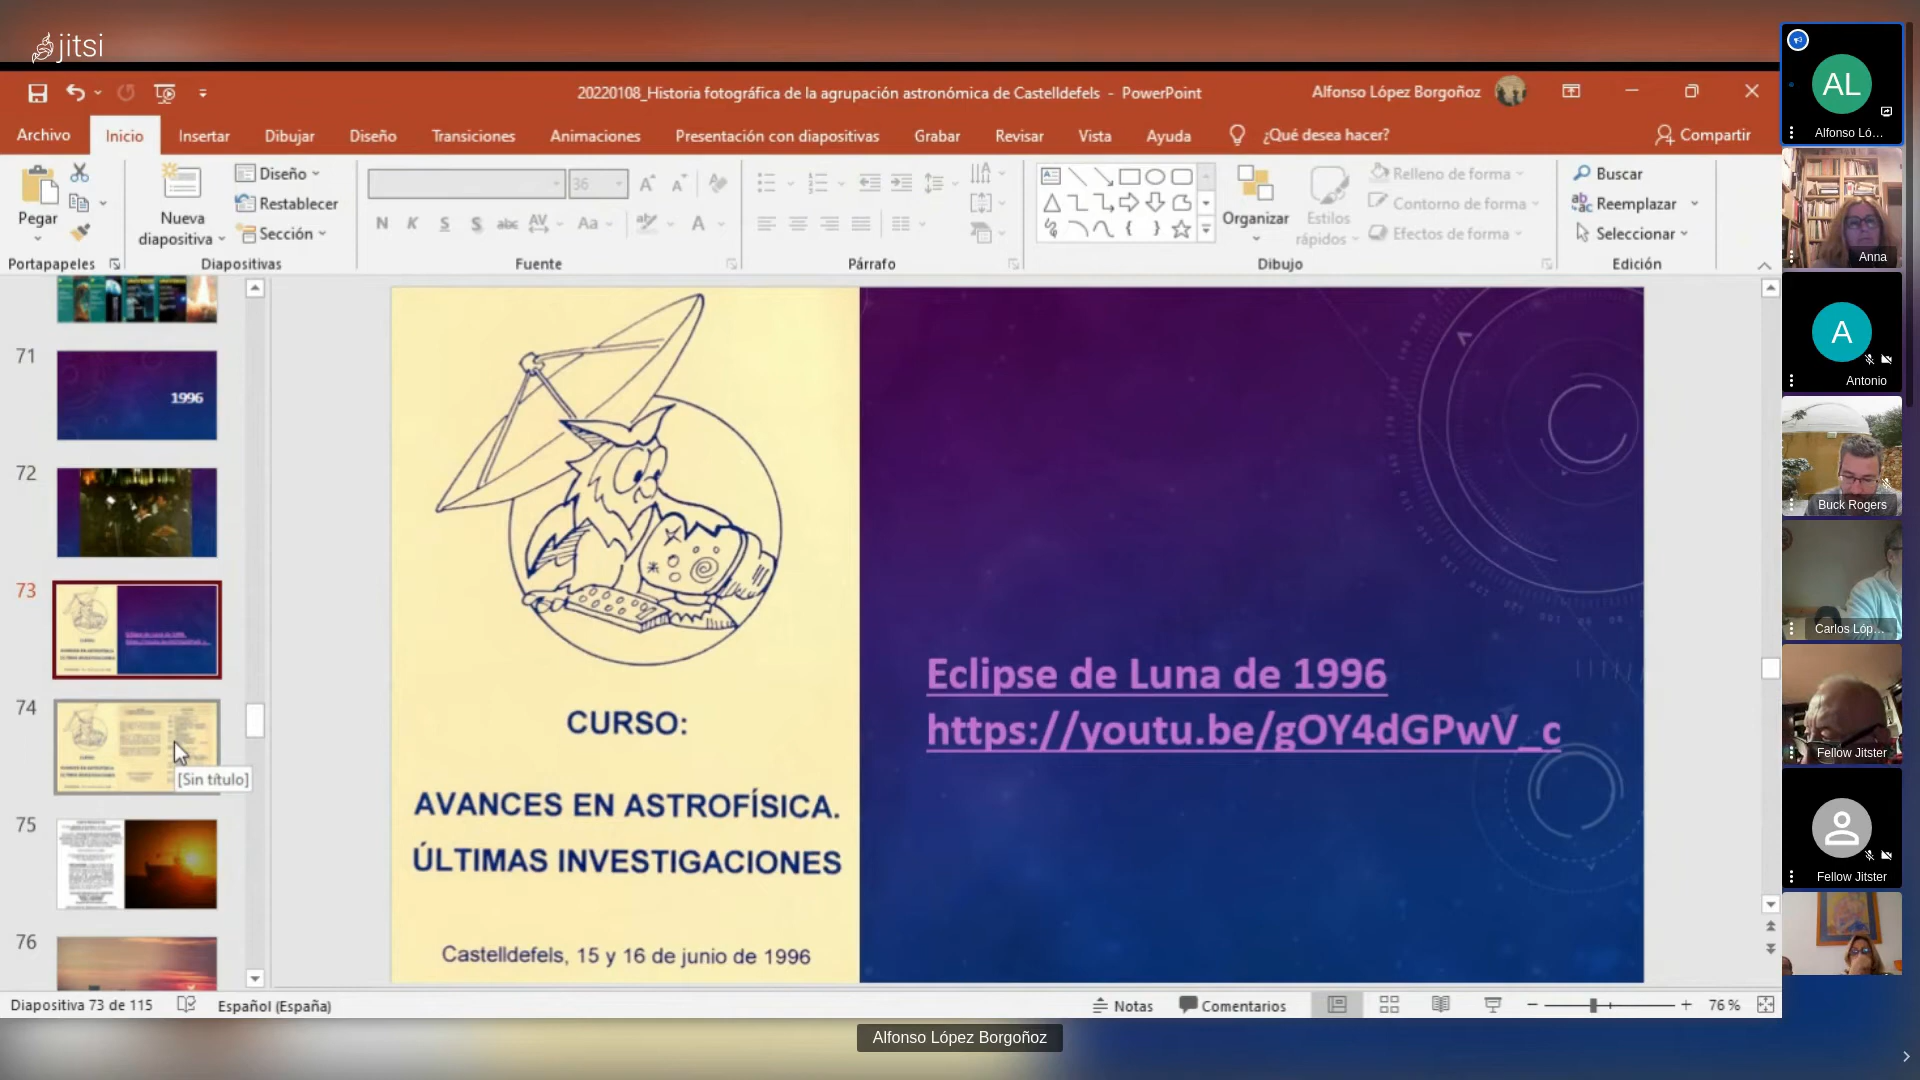 jitsi
20220108_Historia fotográfica de la agrupación astronómica de Castelldefels - PowerPoint
Alfonso López Borgoñoz
Archivo
Inicio
Insertar
Dibujar
Diseño
Transiciones
Animaciones
Presentación con diapositivas
Grabar
Revisar
Vista
Ayuda
¿Qué desea hacer?
Compartir
Pegar
Nueva
diapositiva
Diseño
Restablecer
Sección
36
N K S S abc AV Aa A
Relleno de forma
Contorno de forma
Efectos de forma
Organizar
Estilos
rápidos
Buscar
Reemplazar
Seleccionar
Portapapeles
Diapositivas
Fuente
Párrafo
Dibujo
Edición
71
1996
72
73
74
[Sin título]
75
76
CURSO:
AVANCES EN ASTROFÍSICA.
ÚLTIMAS INVESTIGACIONES
Castelldefels, 15 y 16 de junio de 1996
Eclipse de Luna de 1996
https://youtu.be/gOY4dGPwV_c
Diapositiva 73 de 115
Español (España)
Notas
Comentarios
76 %
Alfonso López Borgoñoz
AL
Alfonso Ló...
Anna
A
Antonio
Buck Rogers
Carlos Lóp...
Fellow Jitster
Fellow Jitster